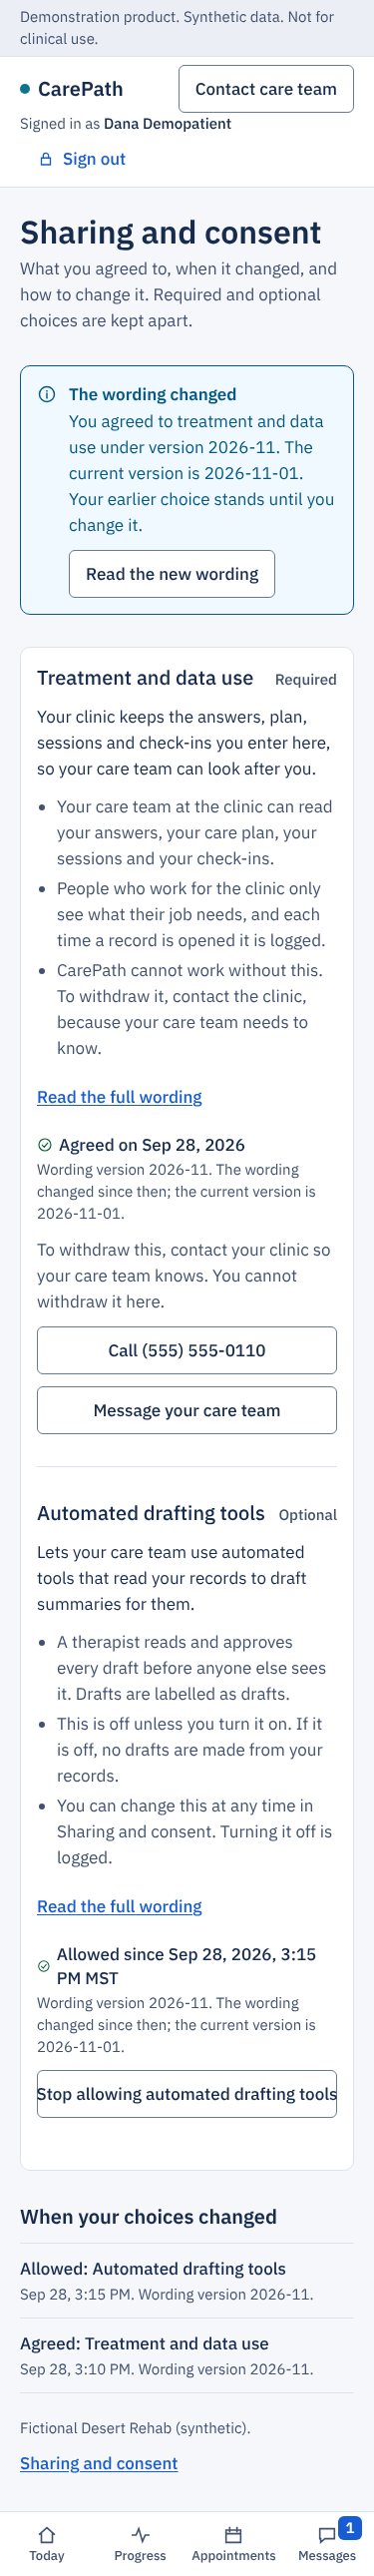 Demonstration product. Synthetic data. Not for
clinical use.
CarePath
Contact care team
Signed in as Dana Demopatient
Sign out
Sharing and consent
What you agreed to, when it changed, and
how to change it. Required and optional
choices are kept apart.
The wording changed
You agreed to treatment and data
use under version 2026-11. The
current version is 2026-11-01.
Your earlier choice stands until you
change it.
Read the new wording
Treatment and data use Required
Your clinic keeps the answers, plan,
sessions and check-ins you enter here,
so your care team can look after you.
• Your care team at the clinic can read
your answers, your care plan, your
sessions and your check-ins.
• People who work for the clinic only
see what their job needs, and each
time a record is opened it is logged.
• CarePath cannot work without this.
To withdraw it, contact the clinic,
because your care team needs to
know.
Read the full wording
Agreed on Sep 28, 2026
Wording version 2026-11. The wording
changed since then; the current version is
2026-11-01.
To withdraw this, contact your clinic so
your care team knows. You cannot
withdraw it here.
Call (555) 555-0110
Message your care team
Automated drafting tools Optional
Lets your care team use automated
tools that read your records to draft
summaries for them.
• A therapist reads and approves
every draft before anyone else sees
it. Drafts are labelled as drafts.
• This is off unless you turn it on. If it
is off, no drafts are made from your
records.
• You can change this at any time in
Sharing and consent. Turning it off is
logged.
Read the full wording
Allowed since Sep 28, 2026, 3:15
PM MST
Wording version 2026-11. The wording
changed since then; the current version is
2026-11-01.
Stop allowing automated drafting tools
When your choices changed
Allowed: Automated drafting tools
Sep 28, 3:15 PM. Wording version 2026-11.
Agreed: Treatment and data use
Sep 28, 3:10 PM. Wording version 2026-11.
Fictional Desert Rehab (synthetic).
Sharing and consent
1
Today Progress Appointments Messages